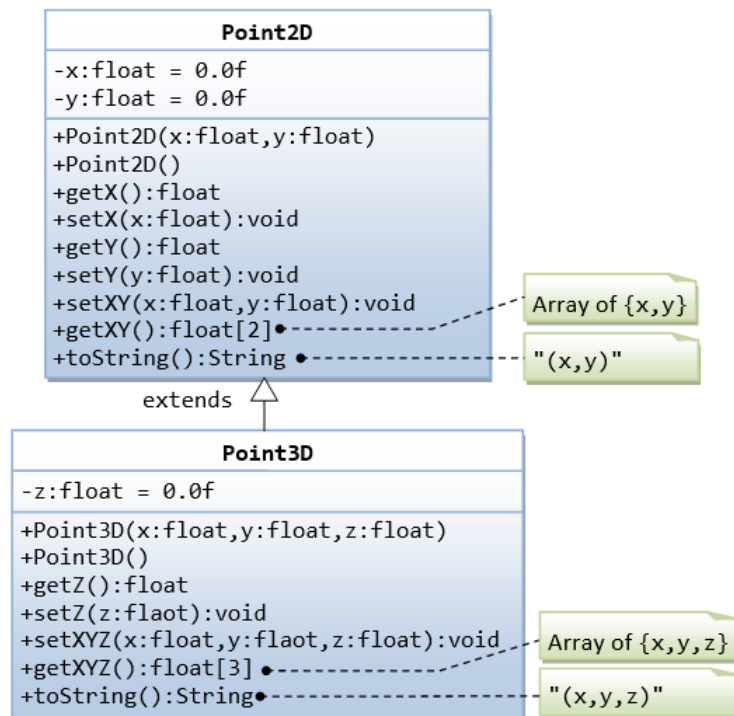 Point2D
-x:float = 0.0f
-y:float = 0.0f
+Point2D(x:float,y:float)
+Point2D()
+getX():float
+setX(x:float):void
+getY():float
+setY(y:float):void
+setXY(x:float,y:float):void
+getXY():float[2]
Array of {x,y}
+toString():String
"(x,y)"
extends
Point3D
-z:float = 0.0f
+Point3D(x:float,y:float,z:float)
+Point3D()
+getZ():float
+setZ(z:flaot):void
+setXYZ(x:float,y:flaot,z:float):void
+getXYZ():float[3]
Array of {x,y,z}
+toString():String
"(x,y,z)"